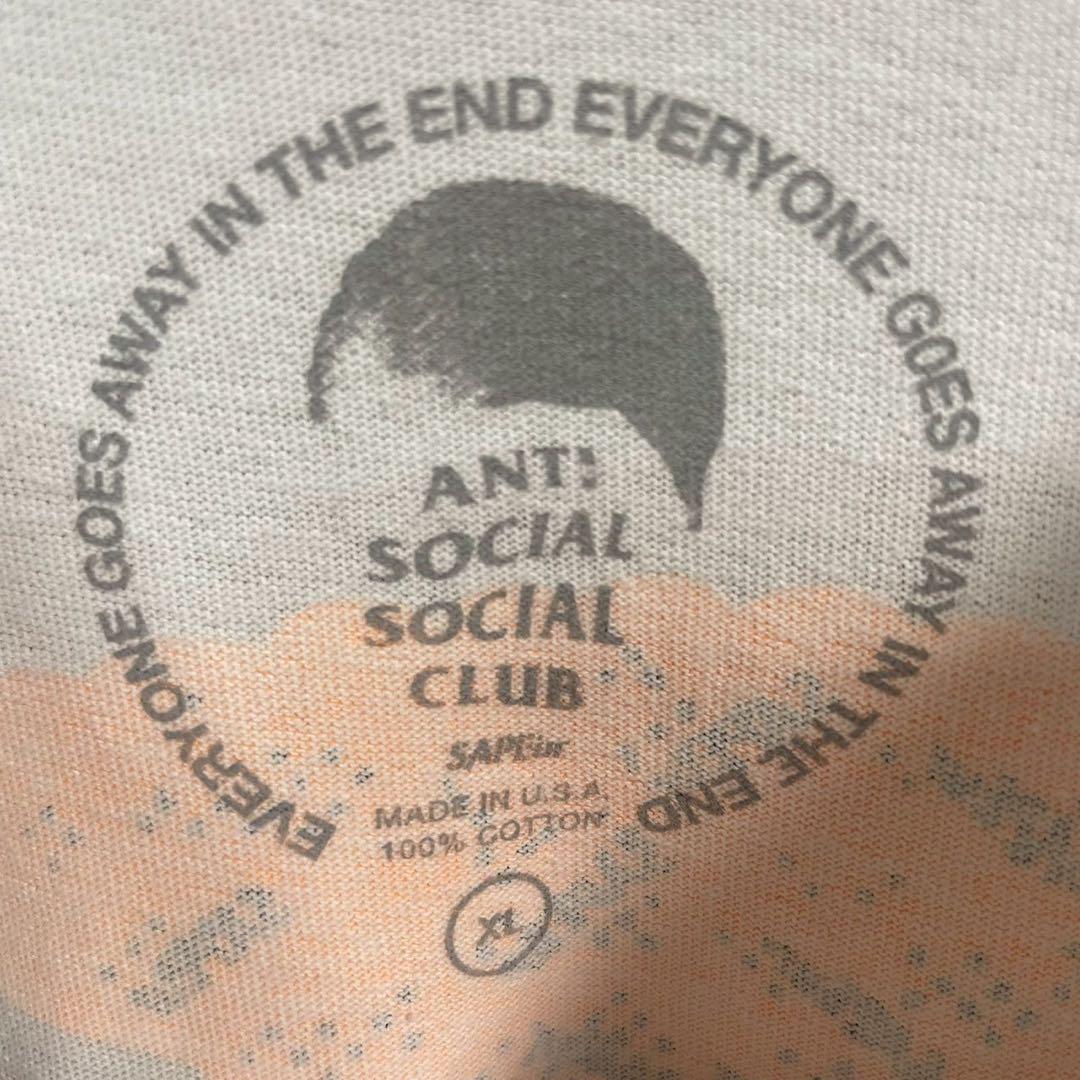 EVERYONE GOES AWAY IN THE END EVERYONE GOES AWAY IN THE END
ANTI
SOCIAL
SOCIAL
CLUB
SAPEur
MADE IN U.S.A.
100% COTTON
XL